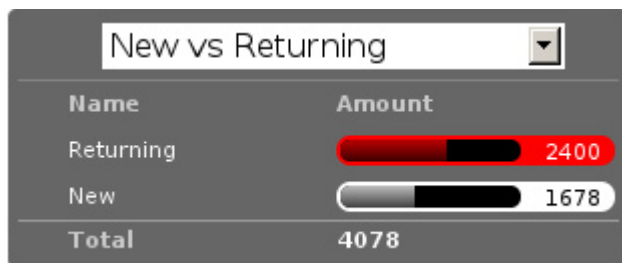 New vs Returning
Name Amount
Returning 2400
New 1678
Total 4078